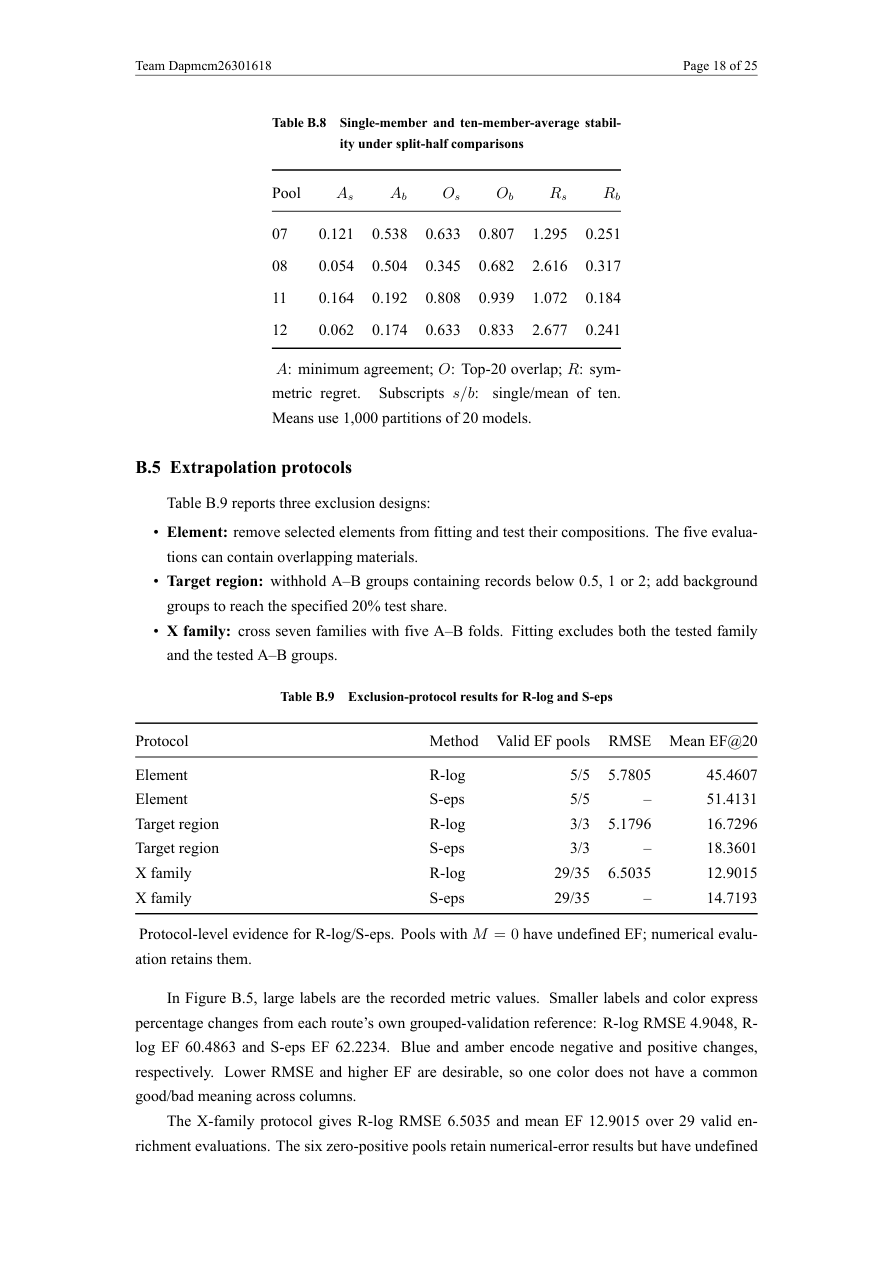 Team Dapmcm26301618 Page 18 of 25
Table B.8 Single-member and ten-member-average stabil-
ity under split-half comparisons
Pool As Ab Os Ob Rs Rb
07 0.121 0.538 0.633 0.807 1.295 0.251
08 0.054 0.504 0.345 0.682 2.616 0.317
11 0.164 0.192 0.808 0.939 1.072 0.184
12 0.062 0.174 0.633 0.833 2.677 0.241
A: minimum agreement; O: Top-20 overlap; R: sym-
metric regret. Subscripts s/b: single/mean of ten.
Means use 1,000 partitions of 20 models.
B.5 Extrapolation protocols
Table B.9 reports three exclusion designs:
• Element: remove selected elements from fitting and test their compositions. The five evalua-
tions can contain overlapping materials.
• Target region: withhold A–B groups containing records below 0.5, 1 or 2; add background
groups to reach the specified 20% test share.
• X family: cross seven families with five A–B folds. Fitting excludes both the tested family
and the tested A–B groups.
Table B.9 Exclusion-protocol results for R-log and S-eps
Protocol Method Valid EF pools RMSE Mean EF@20
Element R-log 5/5 5.7805 45.4607
Element S-eps 5/5 – 51.4131
Target region R-log 3/3 5.1796 16.7296
Target region S-eps 3/3 – 18.3601
X family R-log 29/35 6.5035 12.9015
X family S-eps 29/35 – 14.7193
Protocol-level evidence for R-log/S-eps. Pools with M = 0 have undefined EF; numerical evalu-
ation retains them.
In Figure B.5, large labels are the recorded metric values. Smaller labels and color express
percentage changes from each route’s own grouped-validation reference: R-log RMSE 4.9048, R-
log EF 60.4863 and S-eps EF 62.2234. Blue and amber encode negative and positive changes,
respectively. Lower RMSE and higher EF are desirable, so one color does not have a common
good/bad meaning across columns.
The X-family protocol gives R-log RMSE 6.5035 and mean EF 12.9015 over 29 valid en-
richment evaluations. The six zero-positive pools retain numerical-error results but have undefined